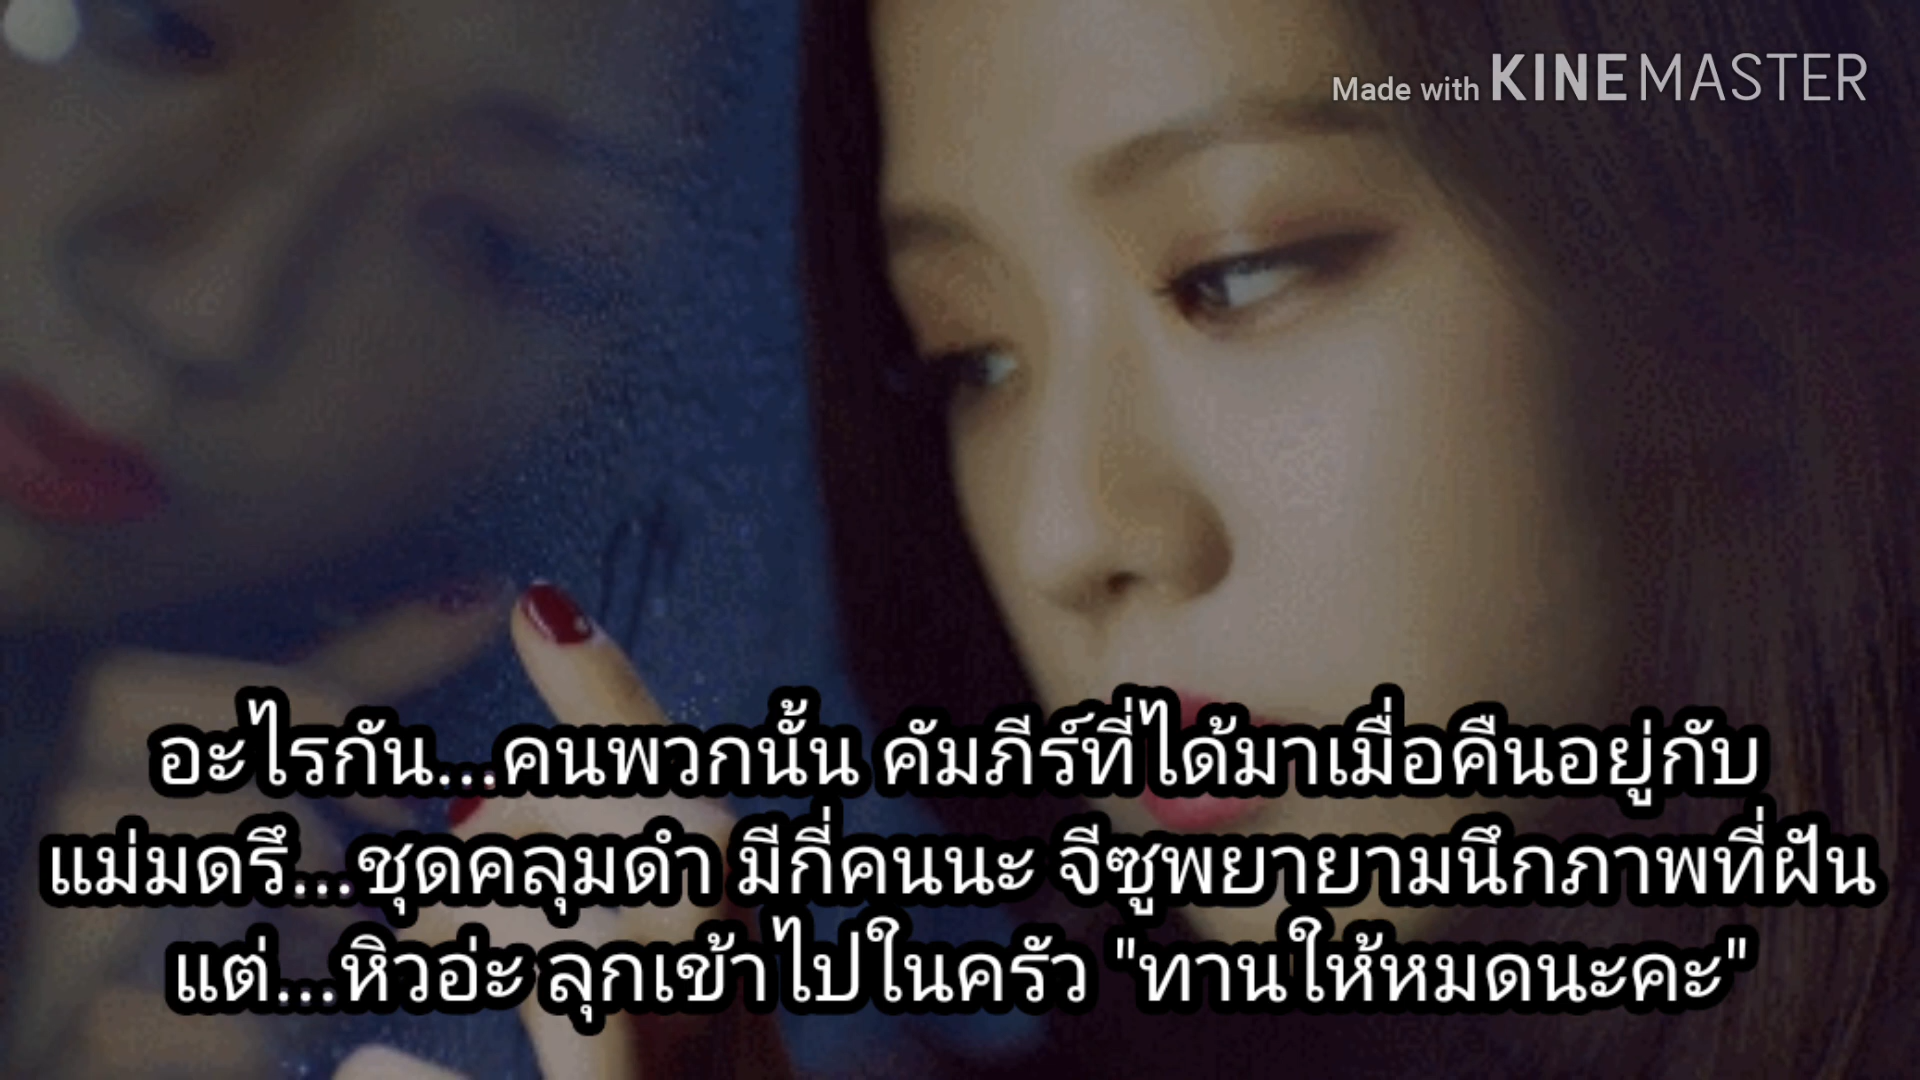 Made with KINEMASTER
อะไรกัน...คนพวกนั้น คัมภีร์ที่ได้มาเมื่อคืนอยู่กับ
แม่มดรึ...ชุดคลุมดำ มีกี่คนนะ จีซูพยายามนึกภาพที่ฝัน
แต่...หิวอ่ะ ลุกเข้าไปในครัว "ทานให้หมดนะคะ"